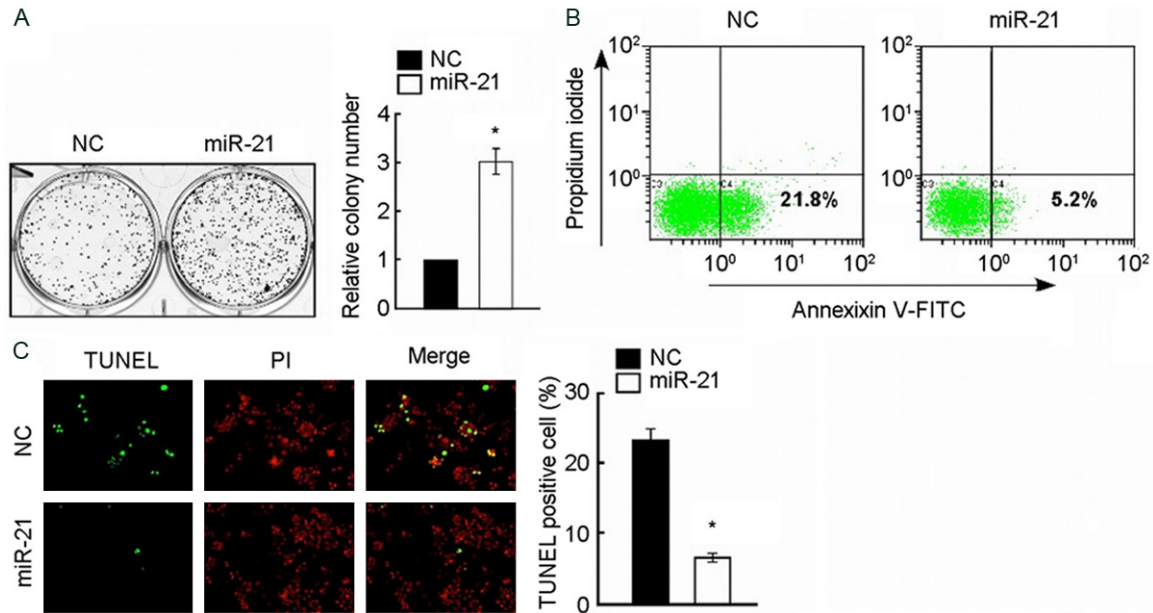 A
NC
miR-21
NC
miR-21
Relative colony number
4
3
2
1
0
*
B
NC
miR-21
Propidium iodide
10²
10¹
10⁰
C3
C4
21.8%
10⁰ 10¹ 10²
10²
10¹
10⁰
C4
5.2%
10⁰ 10¹ 10²
Annexixin V-FITC
C
TUNEL
PI
Merge
NC
miR-21
NC
miR-21
TUNEL positive cell (%)
30
20
10
0
*